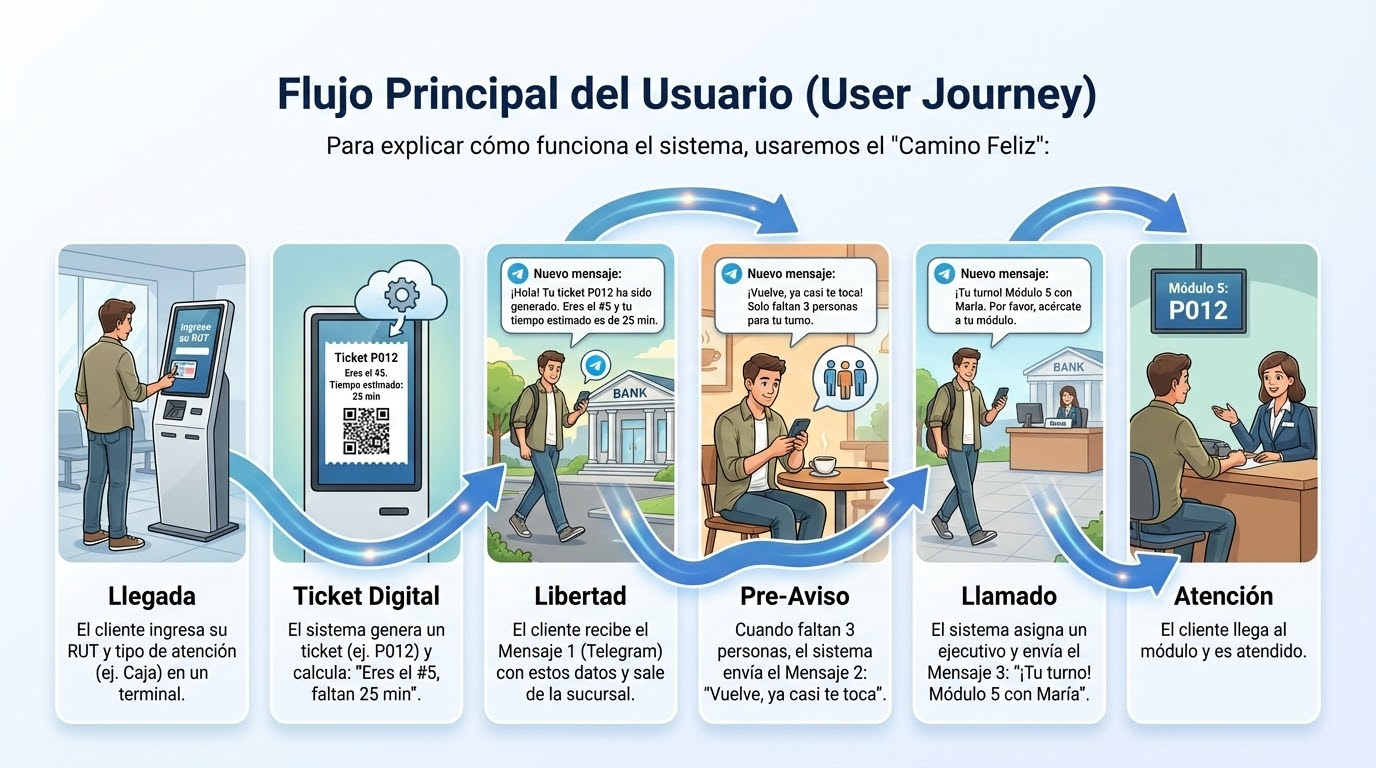 Flujo Principal del Usuario (User Journey)
Para explicar cómo funciona el sistema, usaremos el "Camino Feliz":
Ingrese
su RUT
Llegada
El cliente ingresa su
RUT y tipo de atención
(ej. Caja) en un
terminal.
Ticket P012
Eres el #5.
Tiempo estimado:
25 min
Ticket Digital
El sistema genera un
ticket (ej. P012) y
calcula: "Eres el #5,
faltan 25 min".
Nuevo mensaje:
¡Hola! Tu ticket P012 ha sido
generado. Eres el #5 y tu
tiempo estimado es de 25 min.
BANK
Libertad
El cliente recibe el
Mensaje 1 (Telegram)
con estos datos y sale
de la sucursal.
Nuevo mensaje:
¡Vuelve, ya casi te toca!
Solo faltan 3 personas
para tu turno.
Pre-Aviso
Cuando faltan 3
personas, el sistema
envía el Mensaje 2:
“Vuelve, ya casi te toca”.
Nuevo mensaje:
¡Tu turno! Módulo 5 con
Marla. Por favor, acércate
a tu módulo.
BANK
Llamado
El sistema asigna un
ejecutivo y envía el
Mensaje 3: “¡Tu turno!
Módulo 5 con María”.
Módulo 5:
P012
Atención
El cliente llega al
módulo y es atendido.